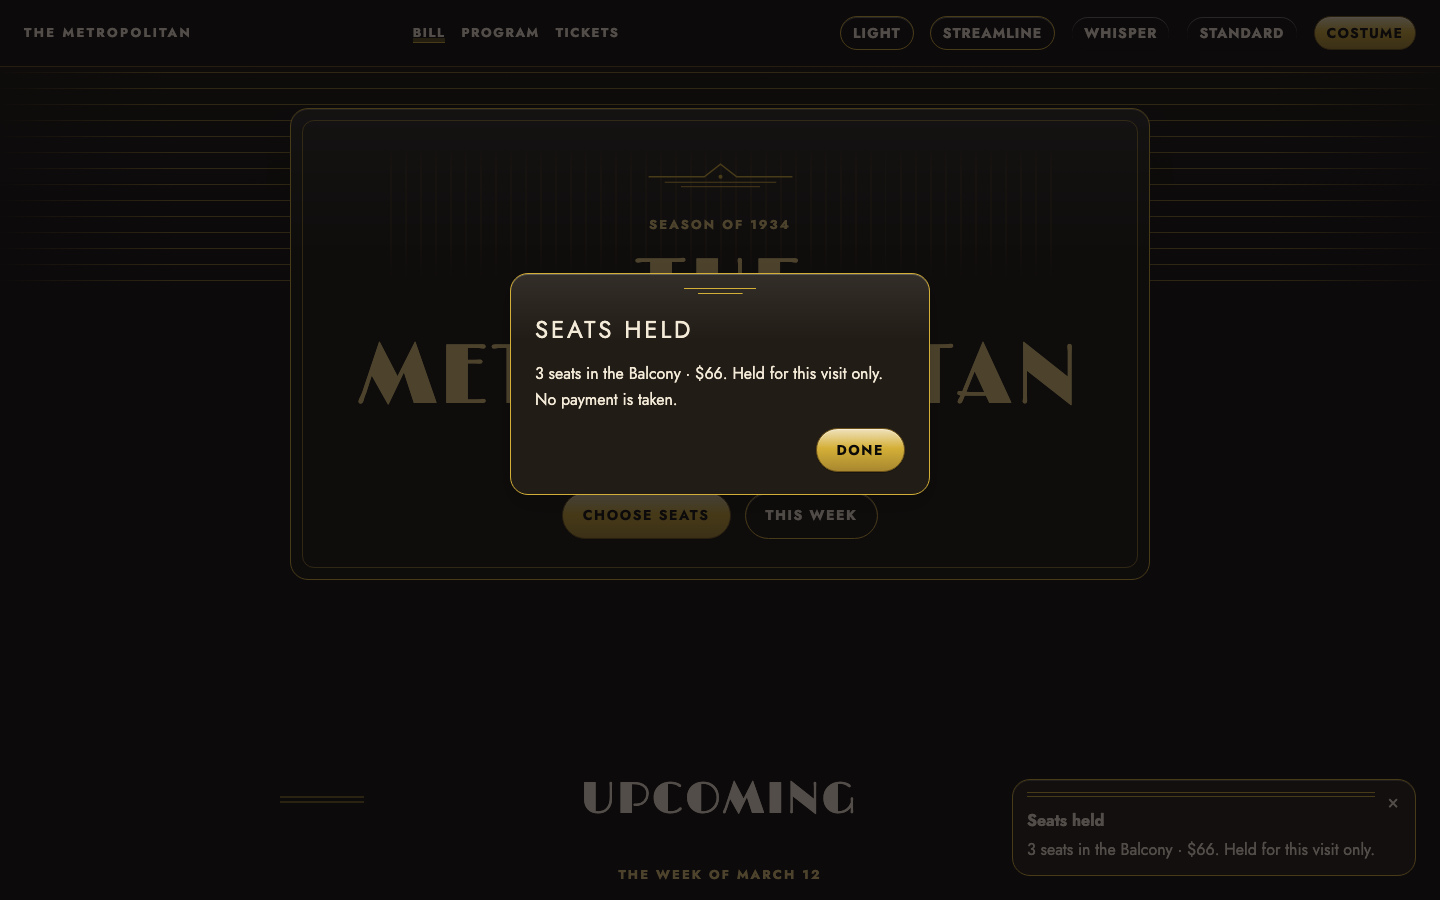 THE METROPOLITAN
BILL PROGRAM TICKETS
LIGHT STREAMLINE WHISPER STANDARD COSTUME
SEASON OF 1934
SEATS HELD
3 seats in the Balcony · $66. Held for this visit only.
No payment is taken.
DONE
CHOOSE SEATS THIS WEEK
UPCOMING
THE WEEK OF MARCH 12
Seats held
3 seats in the Balcony · $66. Held for this visit only.